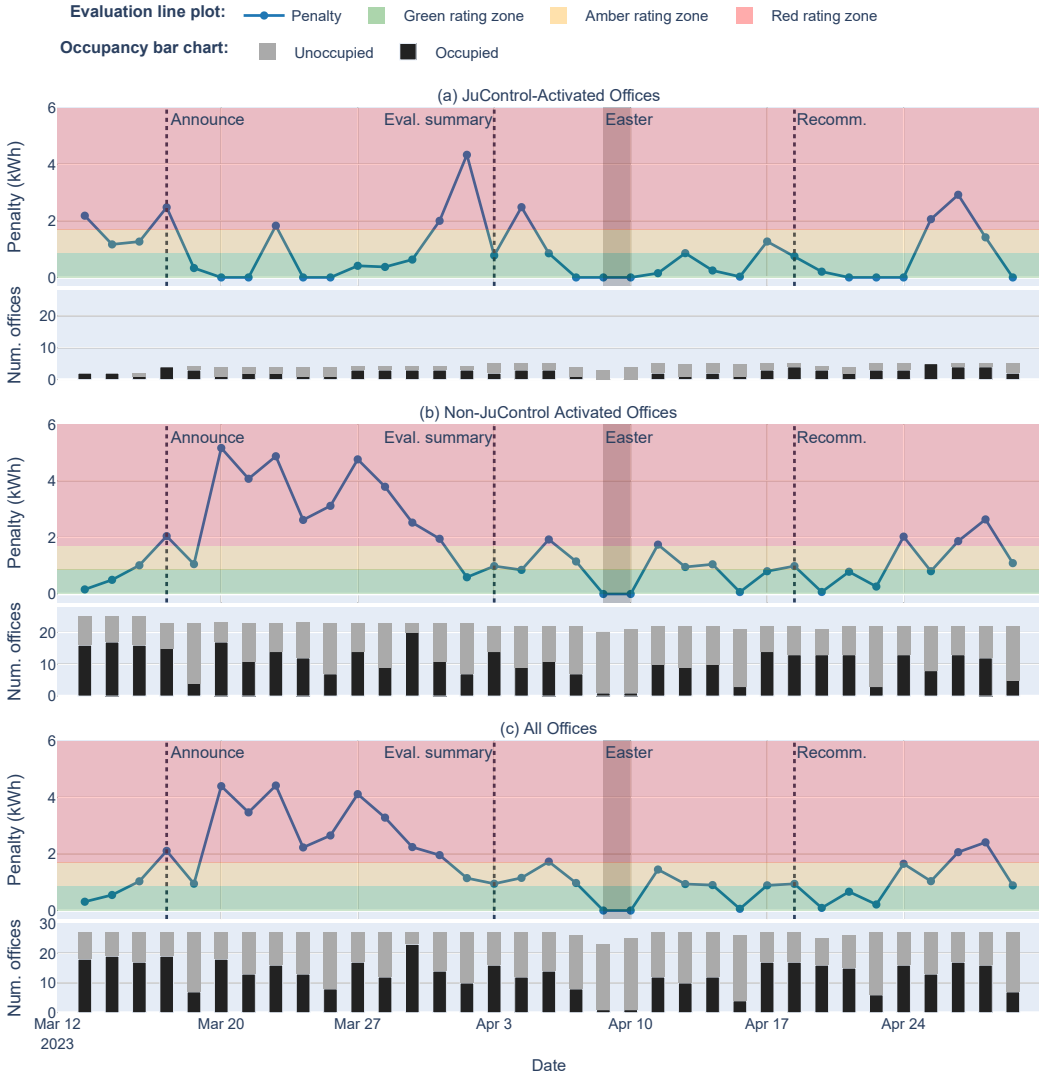 Evaluation line plot: Penalty Green rating zone Amber rating zone Red rating zone
Occupancy bar chart: Unoccupied Occupied
(a) JuControl-Activated Offices
Penalty (kWh)
6
4
2
0
Announce Eval. summary Easter Recomm.
Num. offices
20
10
0
(b) Non-JuControl Activated Offices
Penalty (kWh)
6
4
2
0
Announce Eval. summary Easter Recomm.
Num. offices
20
10
0
(c) All Offices
Penalty (kWh)
6
4
2
0
Announce Eval. summary Easter Recomm.
Num. offices
30
20
10
0
Mar 12 Mar 20 Mar 27 Apr 3 Apr 10 Apr 17 Apr 24
2023
Date